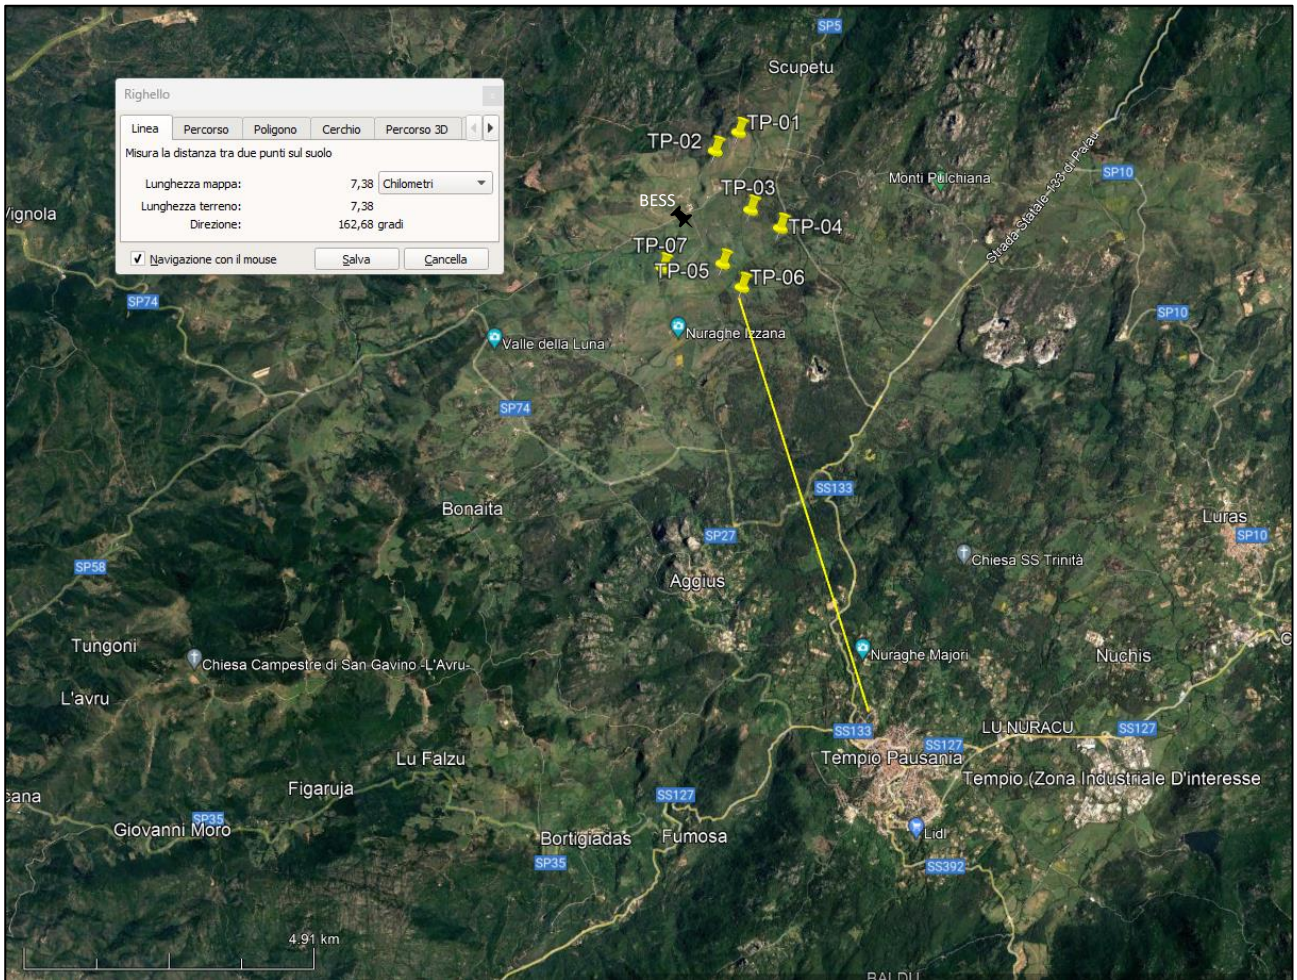 SP5
Scupetu
Righello
Linea Percorso Poligono Cerchio Percorso 3D
Misura la distanza tra due punti sul suolo
Lunghezza mappa: 7,38 Chilometri
Lunghezza terreno: 7,38
Direzione: 162,68 gradi
Navigazione con il mouse Salva Cancella
TP-01
TP-02
Strada Statale 133 di Palau
SP10
Monti Pulchiana
TP-03
BESS
TP-04
Vignola
TP-07
TP-05
TP-06
SP74
SP10
Nuraghe Izzana
Valle della Luna
SP74
SS133
Bonaita
Luras
SP27
SP10
Chiesa SS Trinità
SP58
Aggius
Tungoni
Chiesa Campestre di San Gavino -L'Avru-
Nuraghe Majori
Nuchis
L'avru
SS133
LU NURACU
SS127
SS127
Tempio Pausania
Lu Falzu
Tempio (Zona Industriale D'interesse
Figaruja
SS127
cana
SP35
Giovanni Moro
Bortigiadas
Fumosa
Lidl
SP35
SS392
4.91 km
BALDU